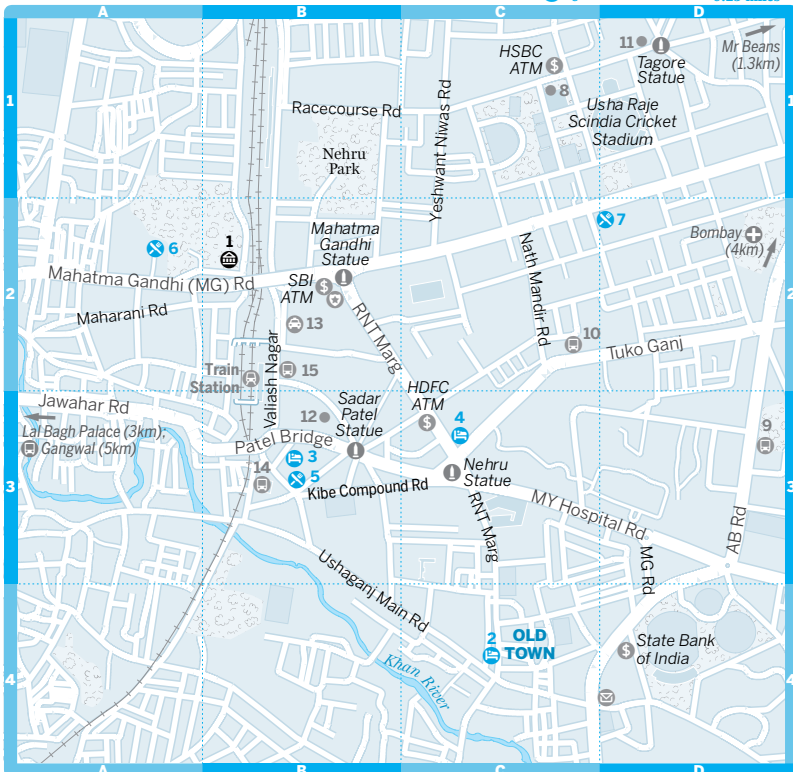 A
B
C
D
1
HSBC
ATM
8
11
Tagore
Statue
Mr Beans
(1.3km)
1
Racecourse Rd
Nehru
Park
Yeshwant Niwas Rd
Usha Raje
Scindia Cricket
Stadium
6
1
Mahatma
Gandhi
Statue
7
Bombay
(4km)
2
Mahatma Gandhi (MG) Rd
SBI
ATM
Nath Mandir Rd
2
Maharani Rd
13
RNT Marg
10
Tuko Ganj
Train
Station
Valiash Nagar
15
Jawahar Rd
Lal Bagh Palace (3km);
Gangwal (5km)
12
Sadar
Patel
Statue
HDFC
ATM
4
9
Patel Bridge
3
3
14
5
Kibe Compound Rd
Nehru
Statue
3
RNT Marg
MY Hospital Rd
AB Rd
MG Rd
Ushaganj Main Rd
2
OLD
TOWN
State Bank
of India
4
Khan River
4
A
B
C
D